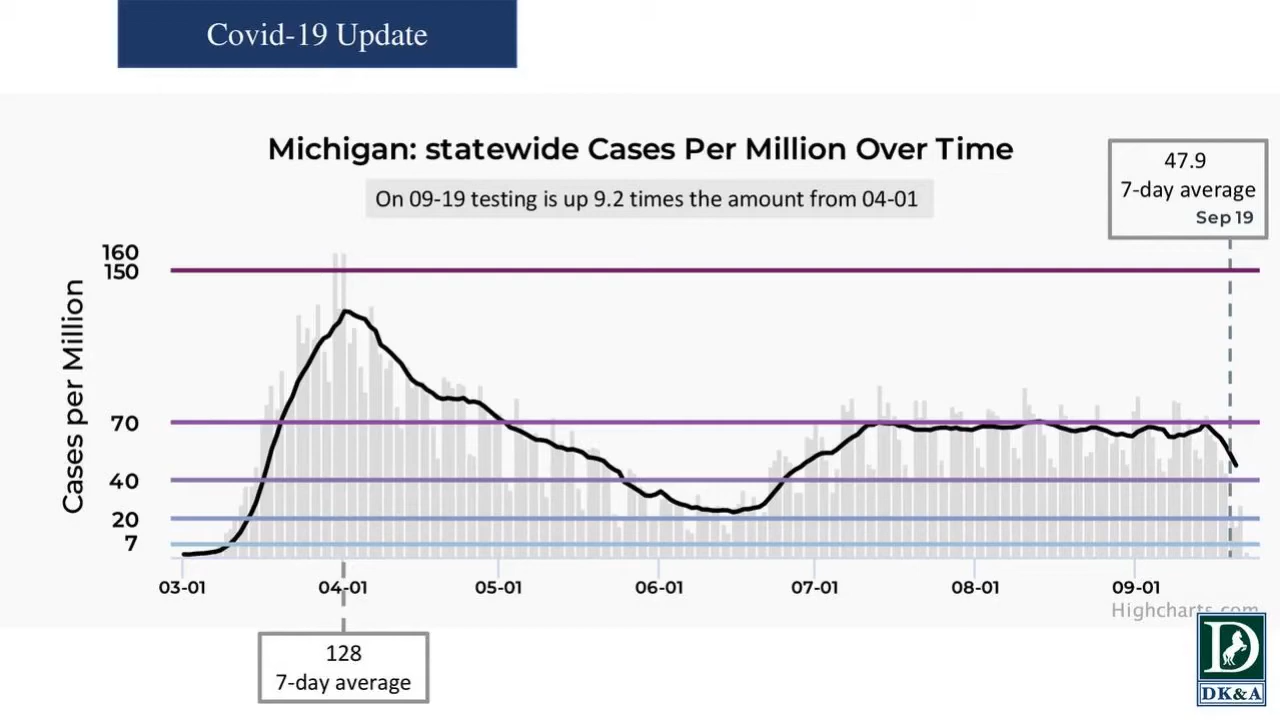 Covid-19 Update
Michigan: statewide Cases Per Million Over Time
On 09-19 testing is up 9.2 times the amount from 04-01
47.9
7-day average
Sep 19
Cases per Million
160
150
70
40
20
7
03-01 04-01 05-01 06-01 07-01 08-01 09-01
Highcharts.com
128
7-day average
D
DK&A